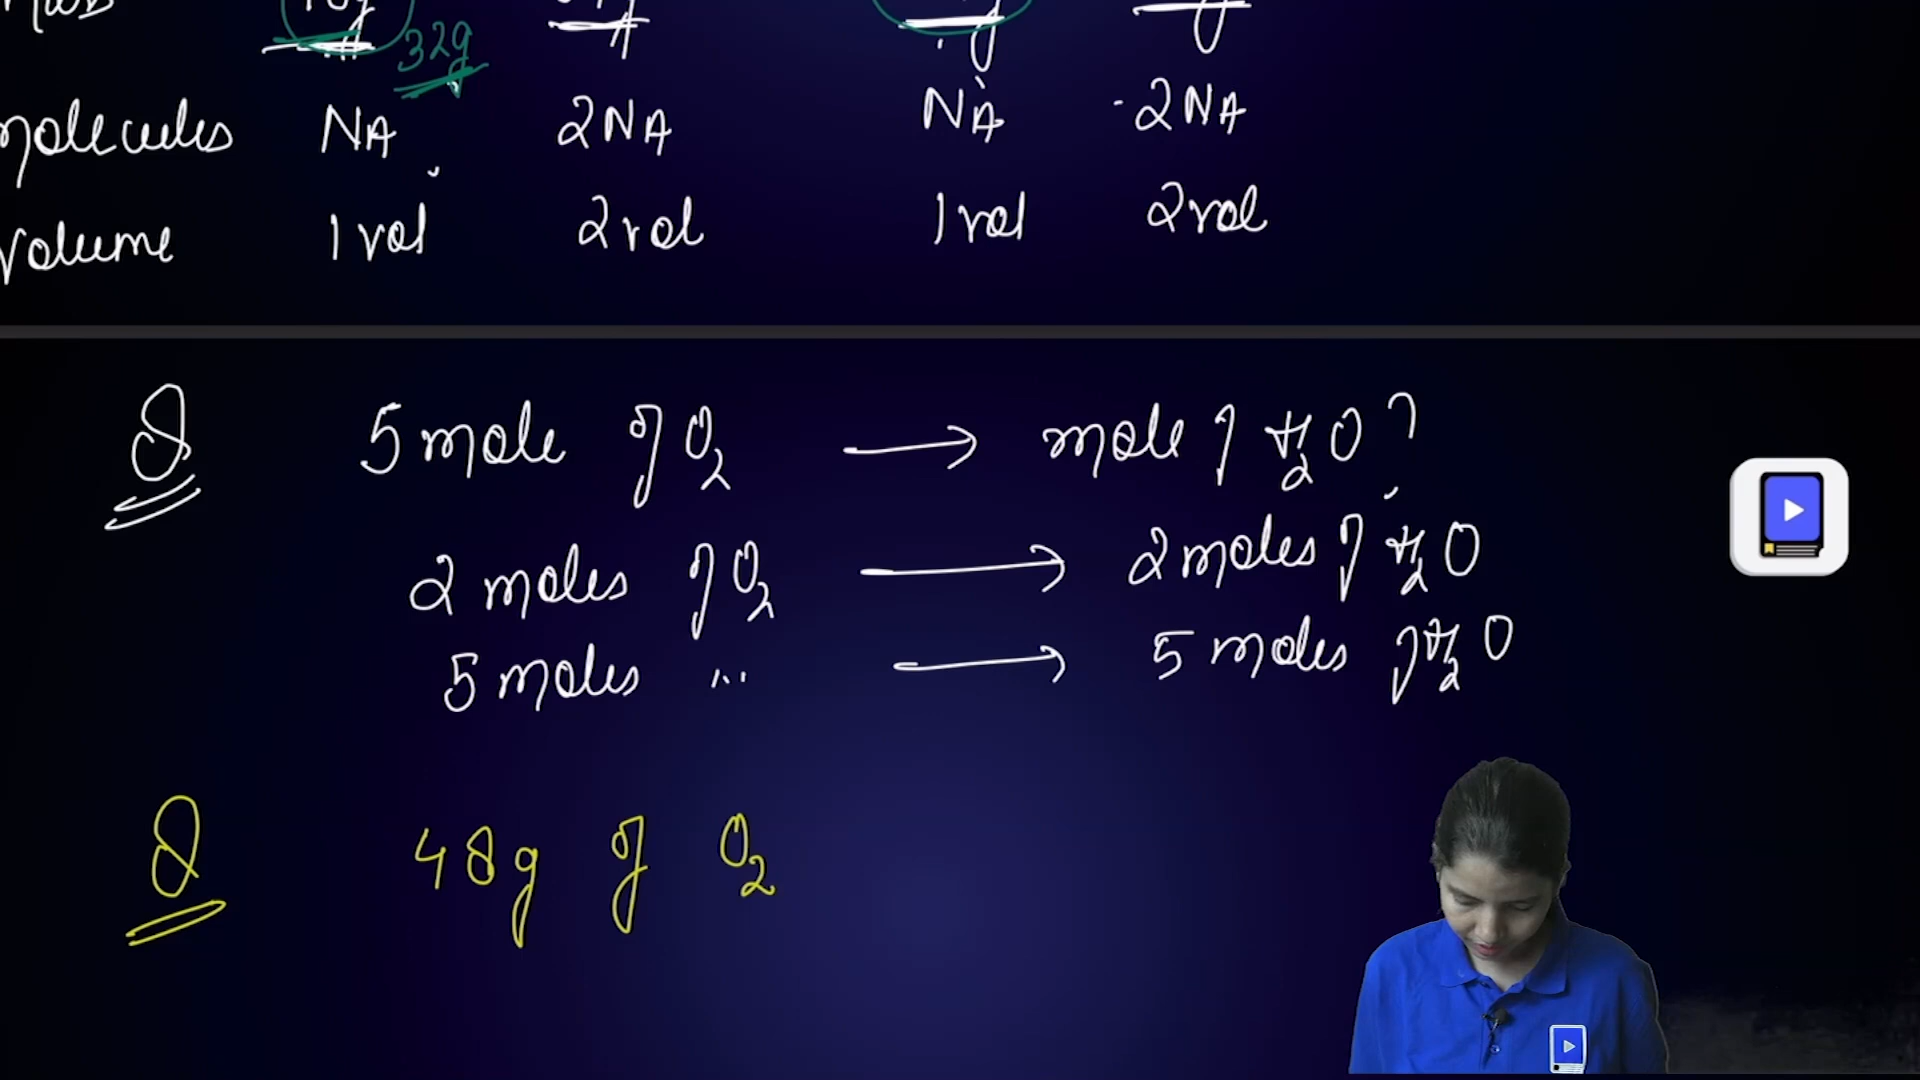 32g
molecules NA 2NA NA 2NA
volume 1 vol 2 vol 1 vol 2 vol
Q 5 mole of O2 → mole of H2O?
2 moles of O2 → 2 moles of H2O
5 moles ... → 5 moles of H2O
Q 48g of O2